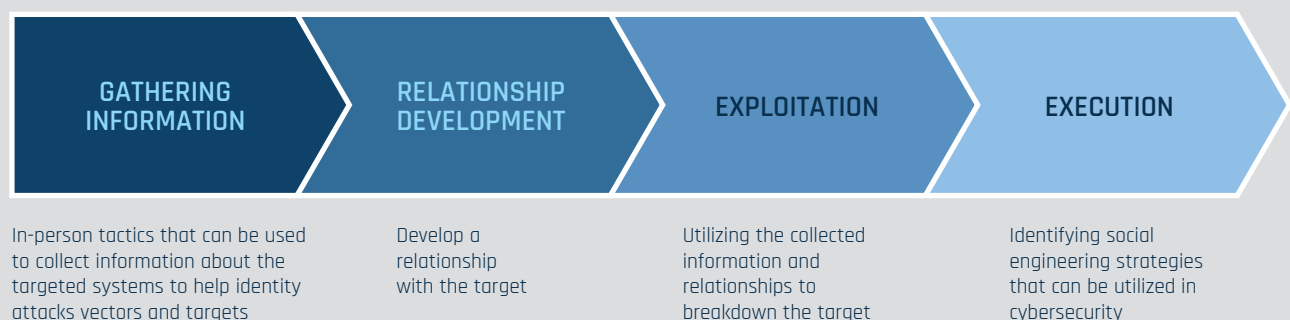 GATHERING
INFORMATION
RELATIONSHIP
DEVELOPMENT
EXPLOITATION
EXECUTION
In-person tactics that can be used
to collect information about the
targeted systems to help identity
attacks vectors and targets
Develop a
relationship
with the target
Utilizing the collected
information and
relationships to
breakdown the target
Identifying social
engineering strategies
that can be utilized in
cybersecurity